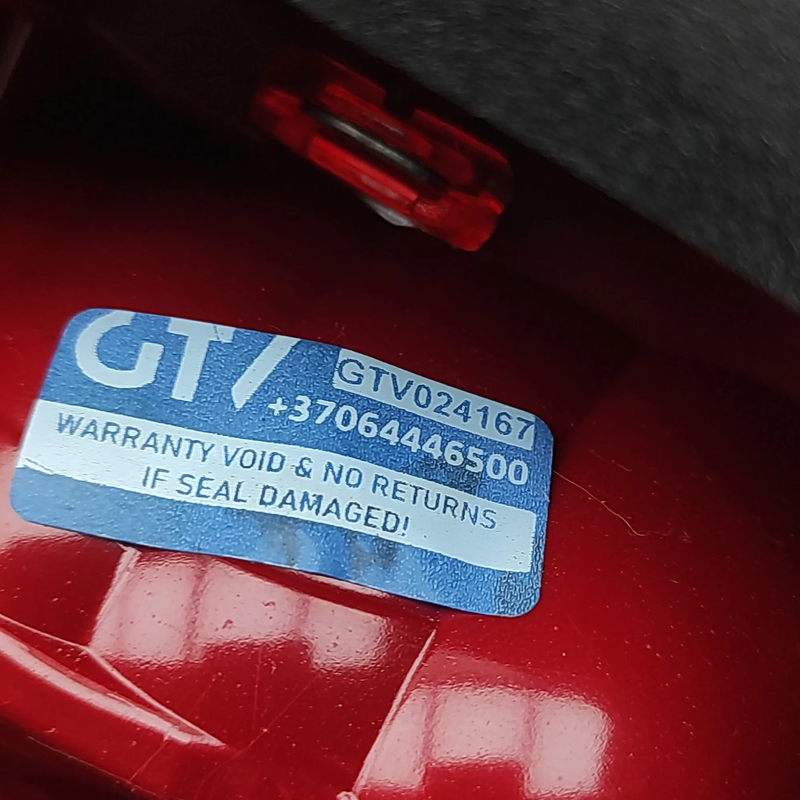 GTV
GTV024167
+37064446500
WARRANTY VOID & NO RETURNS
IF SEAL DAMAGED!